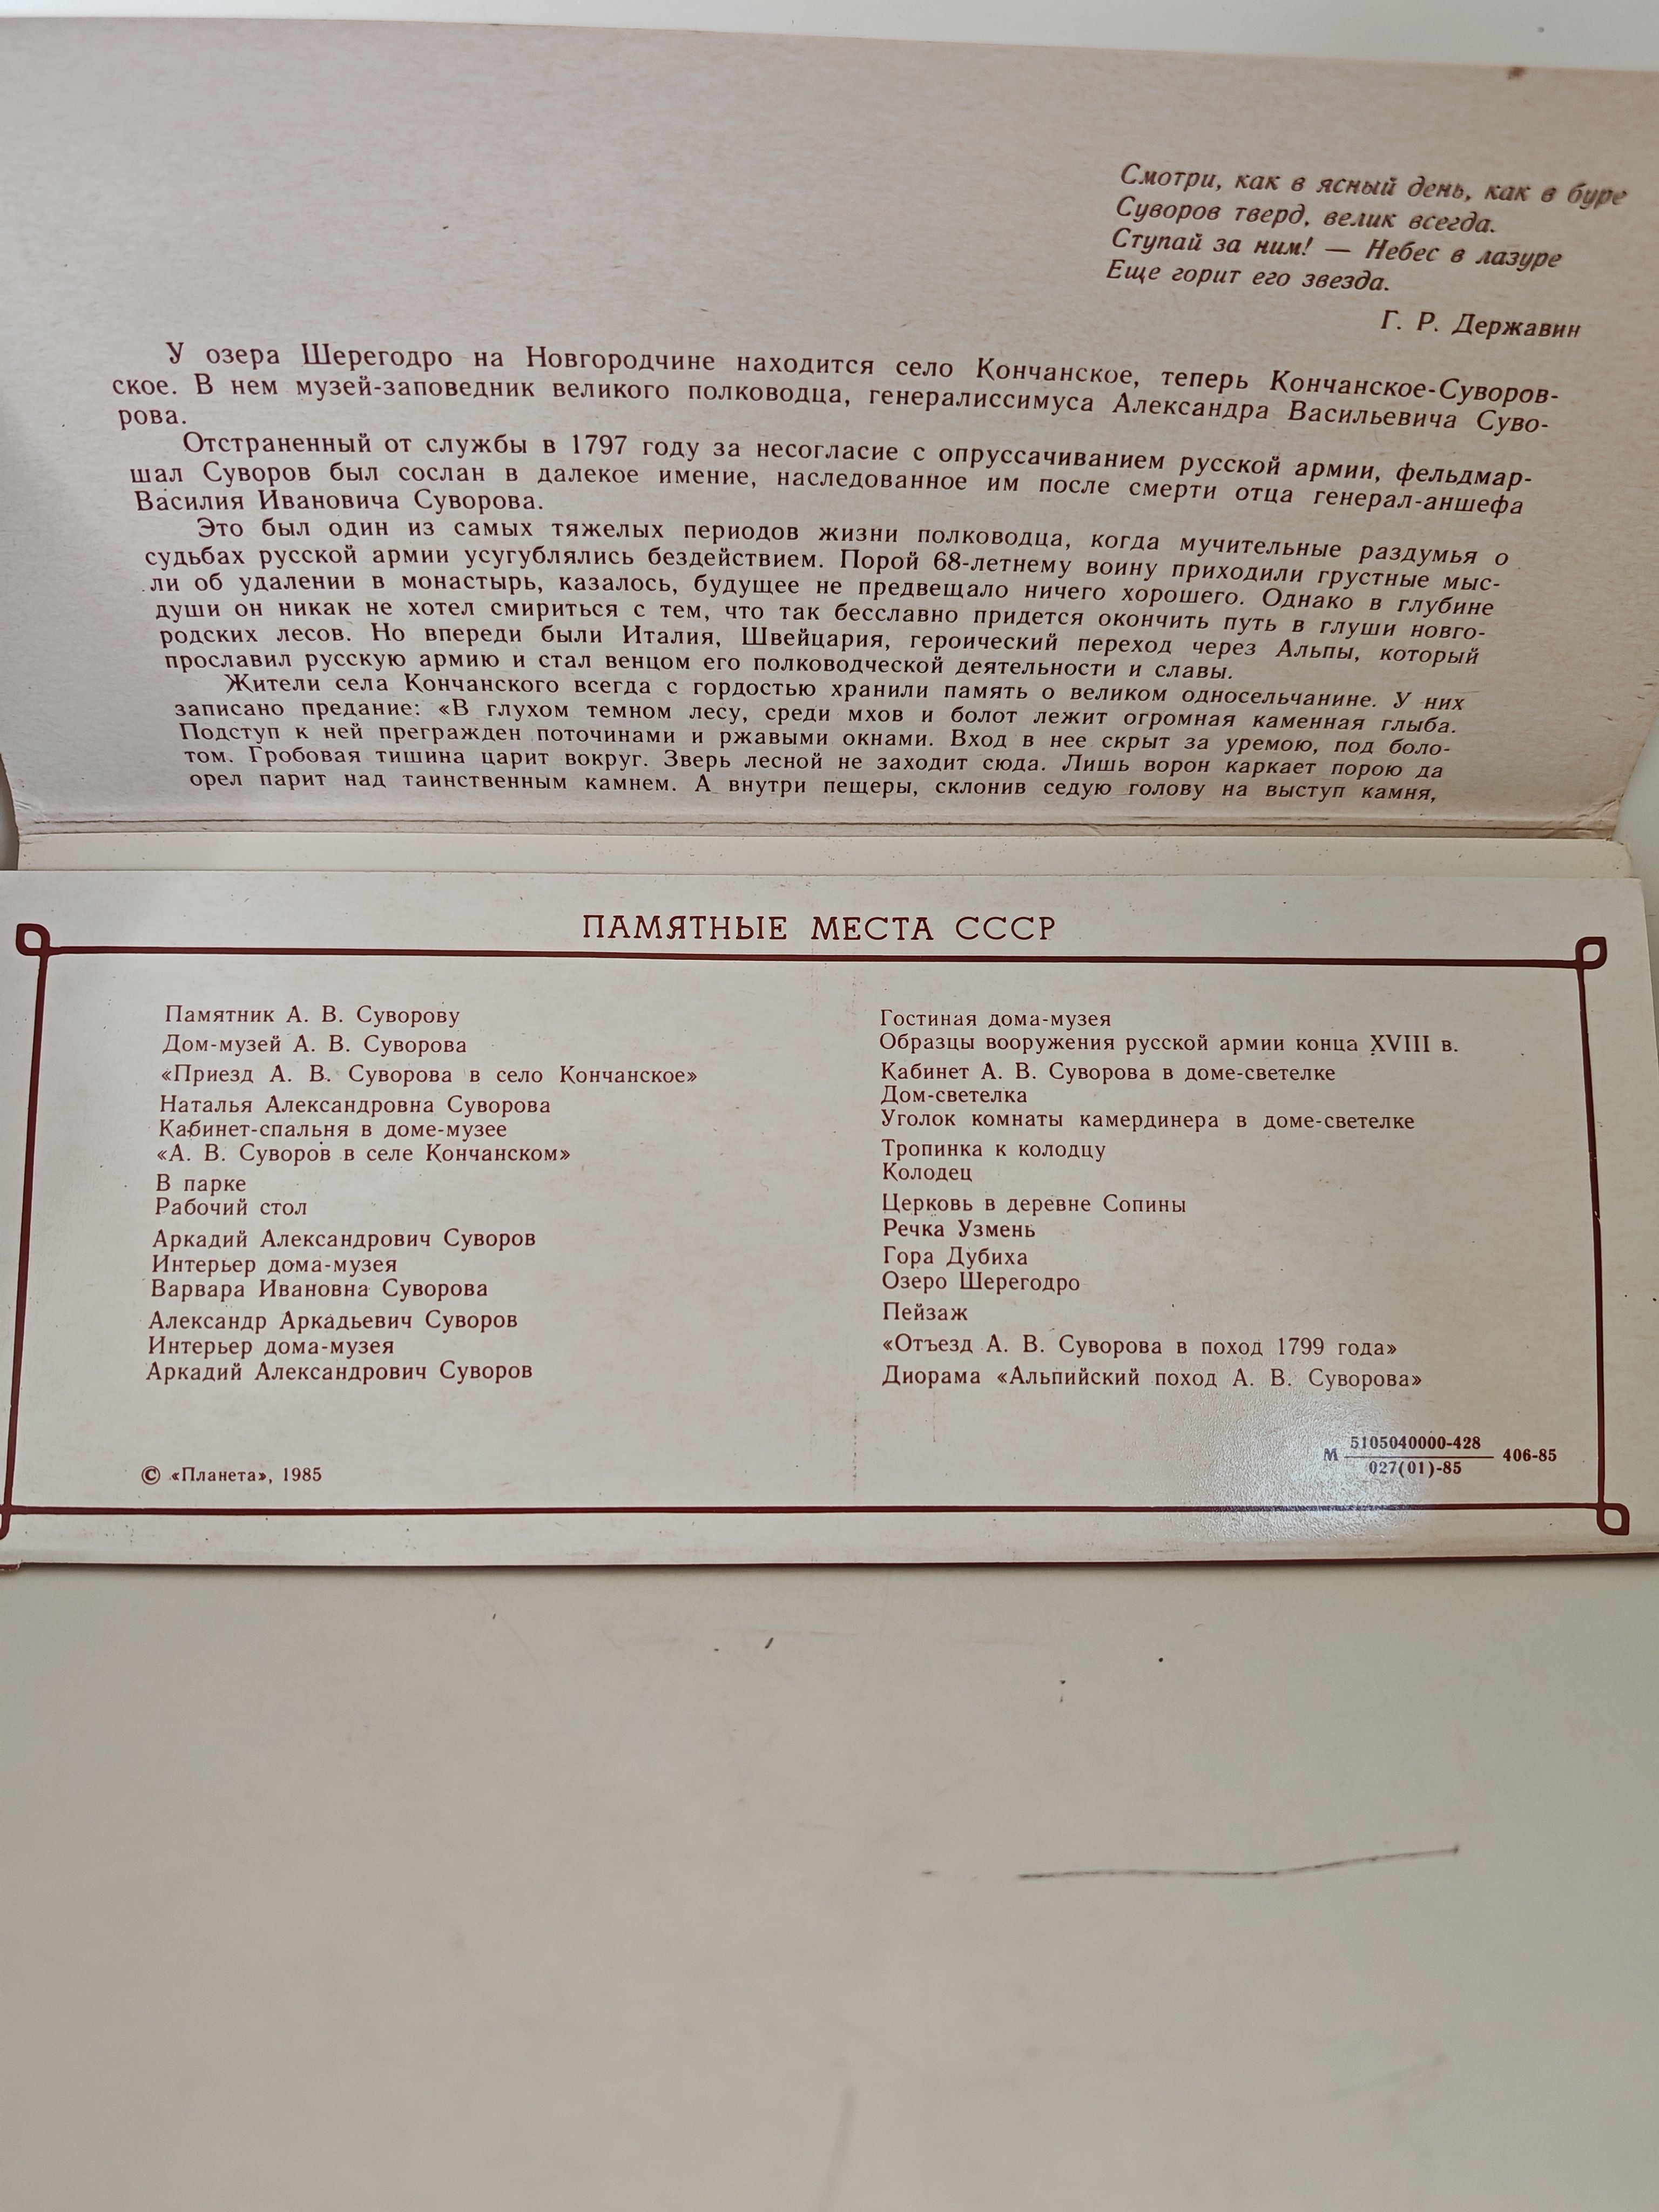 Смотри, как в ясный день, как в буре
Суворов тверд, велик всегда.
Ступай за ним! — Небес в лазуре
Еще горит его звезда.
Г. Р. Державин
У озера Шерегодро на Новгородчине находится село Кончанское, теперь Кончанское-Суворов-
ское. В нем музей-заповедник великого полководца, генералиссимуса Александра Васильевича Суво-
рова.
Отстраненный от службы в 1797 году за несогласие с опруссачиванием русской армии, фельдмар-
шал Суворов был сослан в далекое имение, наследованное им после смерти отца генерал-аншефа
Василия Ивановича Суворова.
Это был один из самых тяжелых периодов жизни полководца, когда мучительные раздумья о
судьбах русской армии усугублялись бездействием. Порой 68-летнему воину приходили грустные мыс-
ли об удалении в монастырь, казалось, будущее не предвещало ничего хорошего. Однако в глубине
души он никак не хотел смириться с тем, что так бесславно придется окончить путь в глуши новго-
родских лесов. Но впереди были Италия, Швейцария, героический переход через Альпы, который
прославил русскую армию и стал венцом его полководческой деятельности и славы.
Жители села Кончанского всегда с гордостью хранили память о великом односельчанине. У них
записано предание: «В глухом темном лесу, среди мхов и болот лежит огромная каменная глыба.
Подступ к ней прегражден поточинами и ржавыми окнами. Вход в нее скрыт за уремою, под боло-
том. Гробовая тишина царит вокруг. Зверь лесной не заходит сюда. Лишь ворон каркает порою да
орел парит над таинственным камнем. А внутри пещеры, склонив седую голову на выступ камня,
ПАМЯТНЫЕ МЕСТА СССР
Памятник А. В. Суворову
Дом-музей А. В. Суворова
«Приезд А. В. Суворова в село Кончанское»
Наталья Александровна Суворова
Кабинет-спальня в доме-музее
«А. В. Суворов в селе Кончанском»
В парке
Рабочий стол
Аркадий Александрович Суворов
Интерьер дома-музея
Варвара Ивановна Суворова
Александр Аркадьевич Суворов
Интерьер дома-музея
Аркадий Александрович Суворов
© «Планета», 1985
Гостиная дома-музея
Образцы вооружения русской армии конца XVIII в.
Кабинет А. В. Суворова в доме-светелке
Дом-светелка
Уголок комнаты камердинера в доме-светелке
Тропинка к колодцу
Колодец
Церковь в деревне Сопины
Речка Узмень
Гора Дубиха
Озеро Шерегодро
Пейзаж
«Отъезд А. В. Суворова в поход 1799 года»
Диорама «Альпийский поход А. В. Суворова»
М 5105040000-428 406-85
027(01)-85